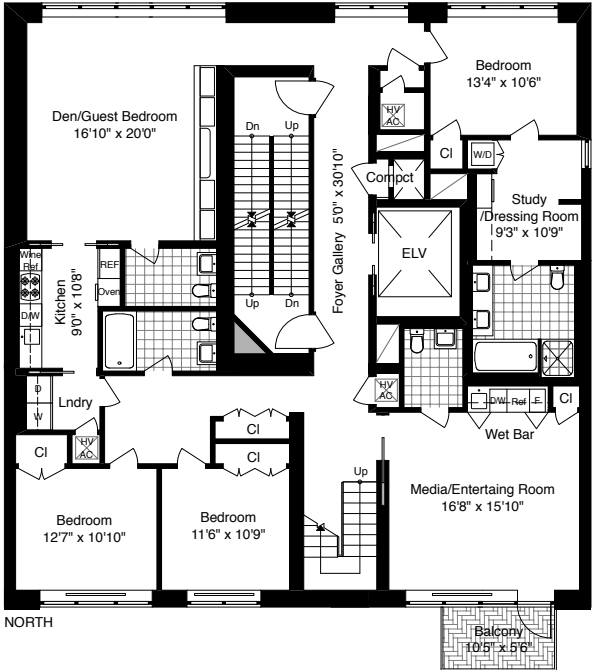 Bedroom
13'4" x 10'6"
HV
AC
Den/Guest Bedroom
16'10" x 20'0"
Dn
Up
Cl
W/D
Compct
Foyer Gallery 5'0" x 30'10"
Study
/Dressing Room
9'3" x 10'9"
ELV
Wine
Ref
REF
Oven
D/W
Kitchen
9'0" x 10'8"
Up
Dn
D
W
Lndry
HV
AC
D/W
Ref
F
Cl
Wet Bar
Cl
Cl
HV
AC
Cl
Up
Media/Entertaing Room
16'8" x 15'10"
Bedroom
12'7" x 10'10"
Bedroom
11'6" x 10'9"
NORTH
Balcony
10'5" x 5'6"